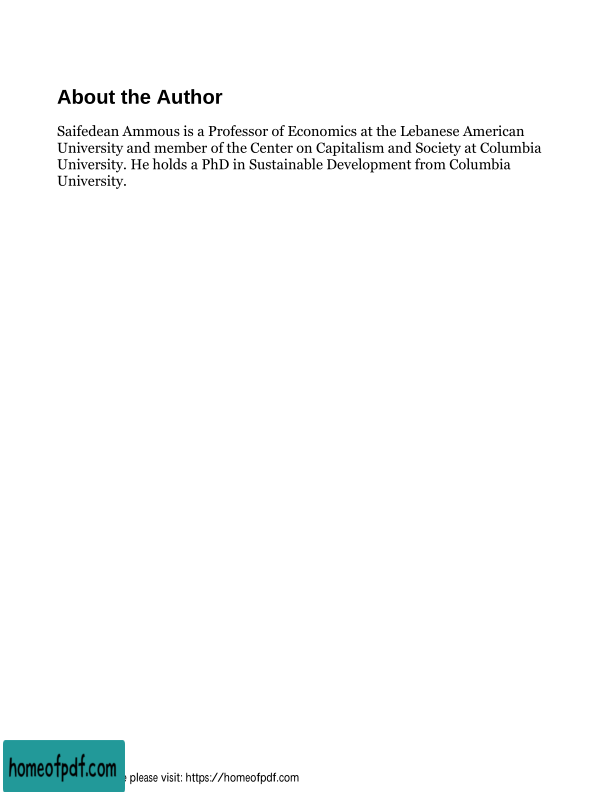 About the Author
Saifedean Ammous is a Professor of Economics at the Lebanese American
University and member of the Center on Capitalism and Society at Columbia
University. He holds a PhD in Sustainable Development from Columbia
University.
homeofpdf.com
please visit: https://homeofpdf.com